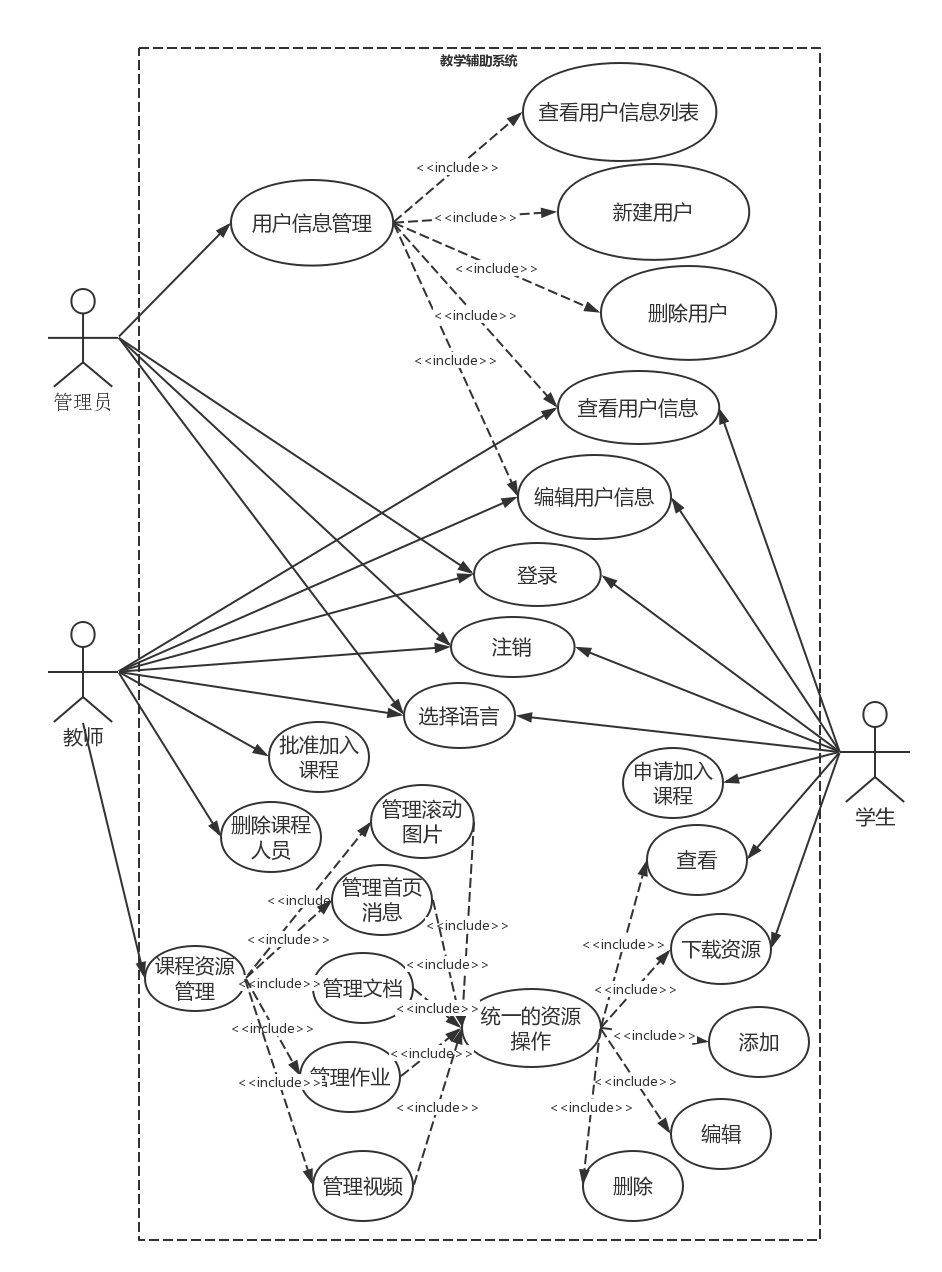 教学辅助系统
查看用户信息列表
<<include>>
用户信息管理
<<include>>
新建用户
<<include>>
删除用户
<<include>>
<<include>>
管理员
查看用户信息
编辑用户信息
登录
注销
选择语言
教师
批准加入
课程
申请加入
课程
学生
管理滚动
图片
删除课程
人员
查看
管理首页
消息
<<include
<<include>>
<<include>>
<<include>>
下载资源
课程资源
管理
<<include>>
<<include>>
管理文档
<<include>>
<<include>>
统一的资源
操作
<<include>>
<<include>>
添加
<<include>>
管理作业
<<include>>
<<include>>
<<include>>
<<include>>
编辑
管理视频
删除